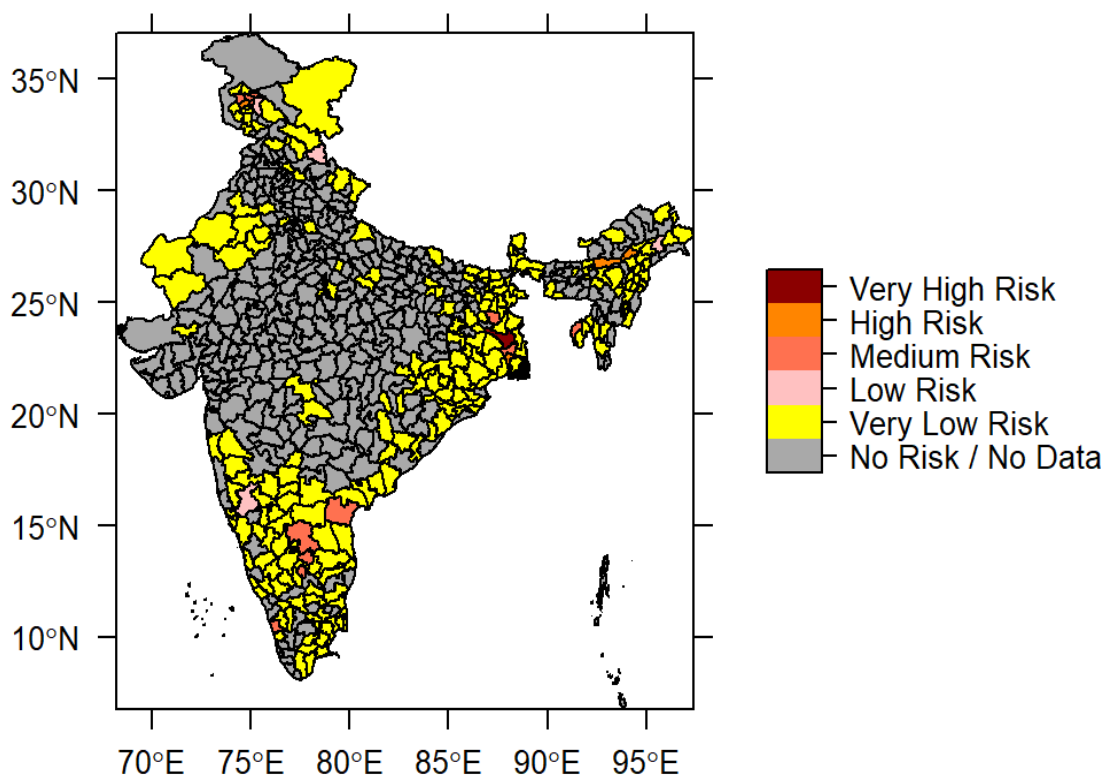 35°N
30°N
25°N
20°N
15°N
10°N
70°E 75°E 80°E 85°E 90°E 95°E
Very High Risk
High Risk
Medium Risk
Low Risk
Very Low Risk
No Risk / No Data